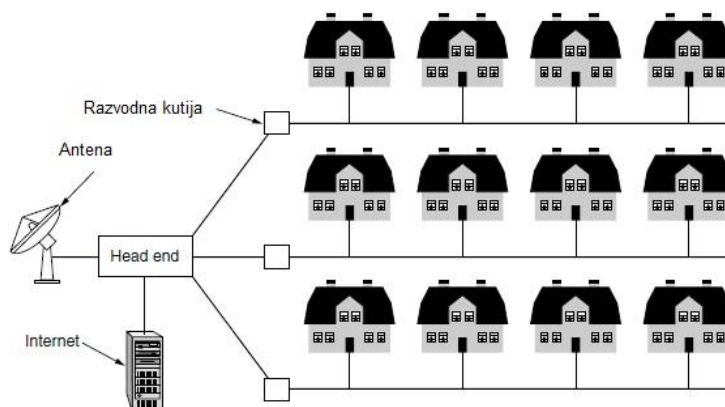 Razvodna kutija
Antena
Head end
Internet